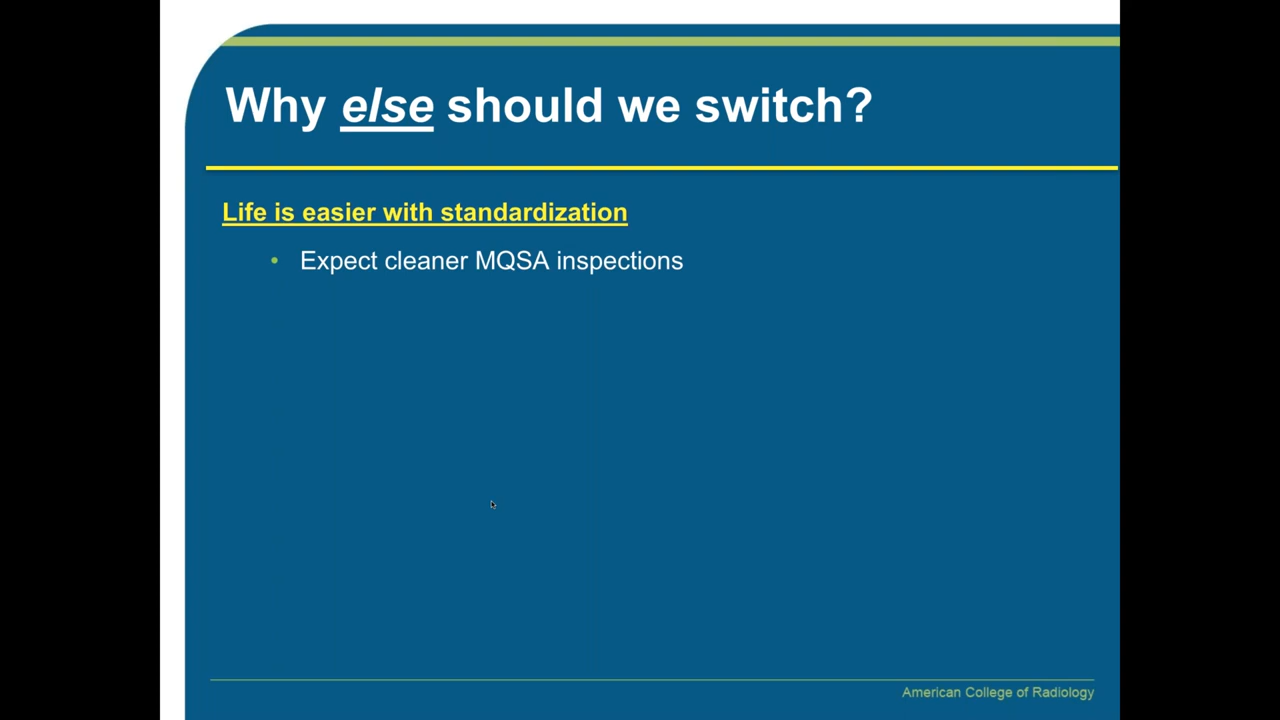 Why else should we switch?
Life is easier with standardization
• Expect cleaner MQSA inspections
American College of Radiology